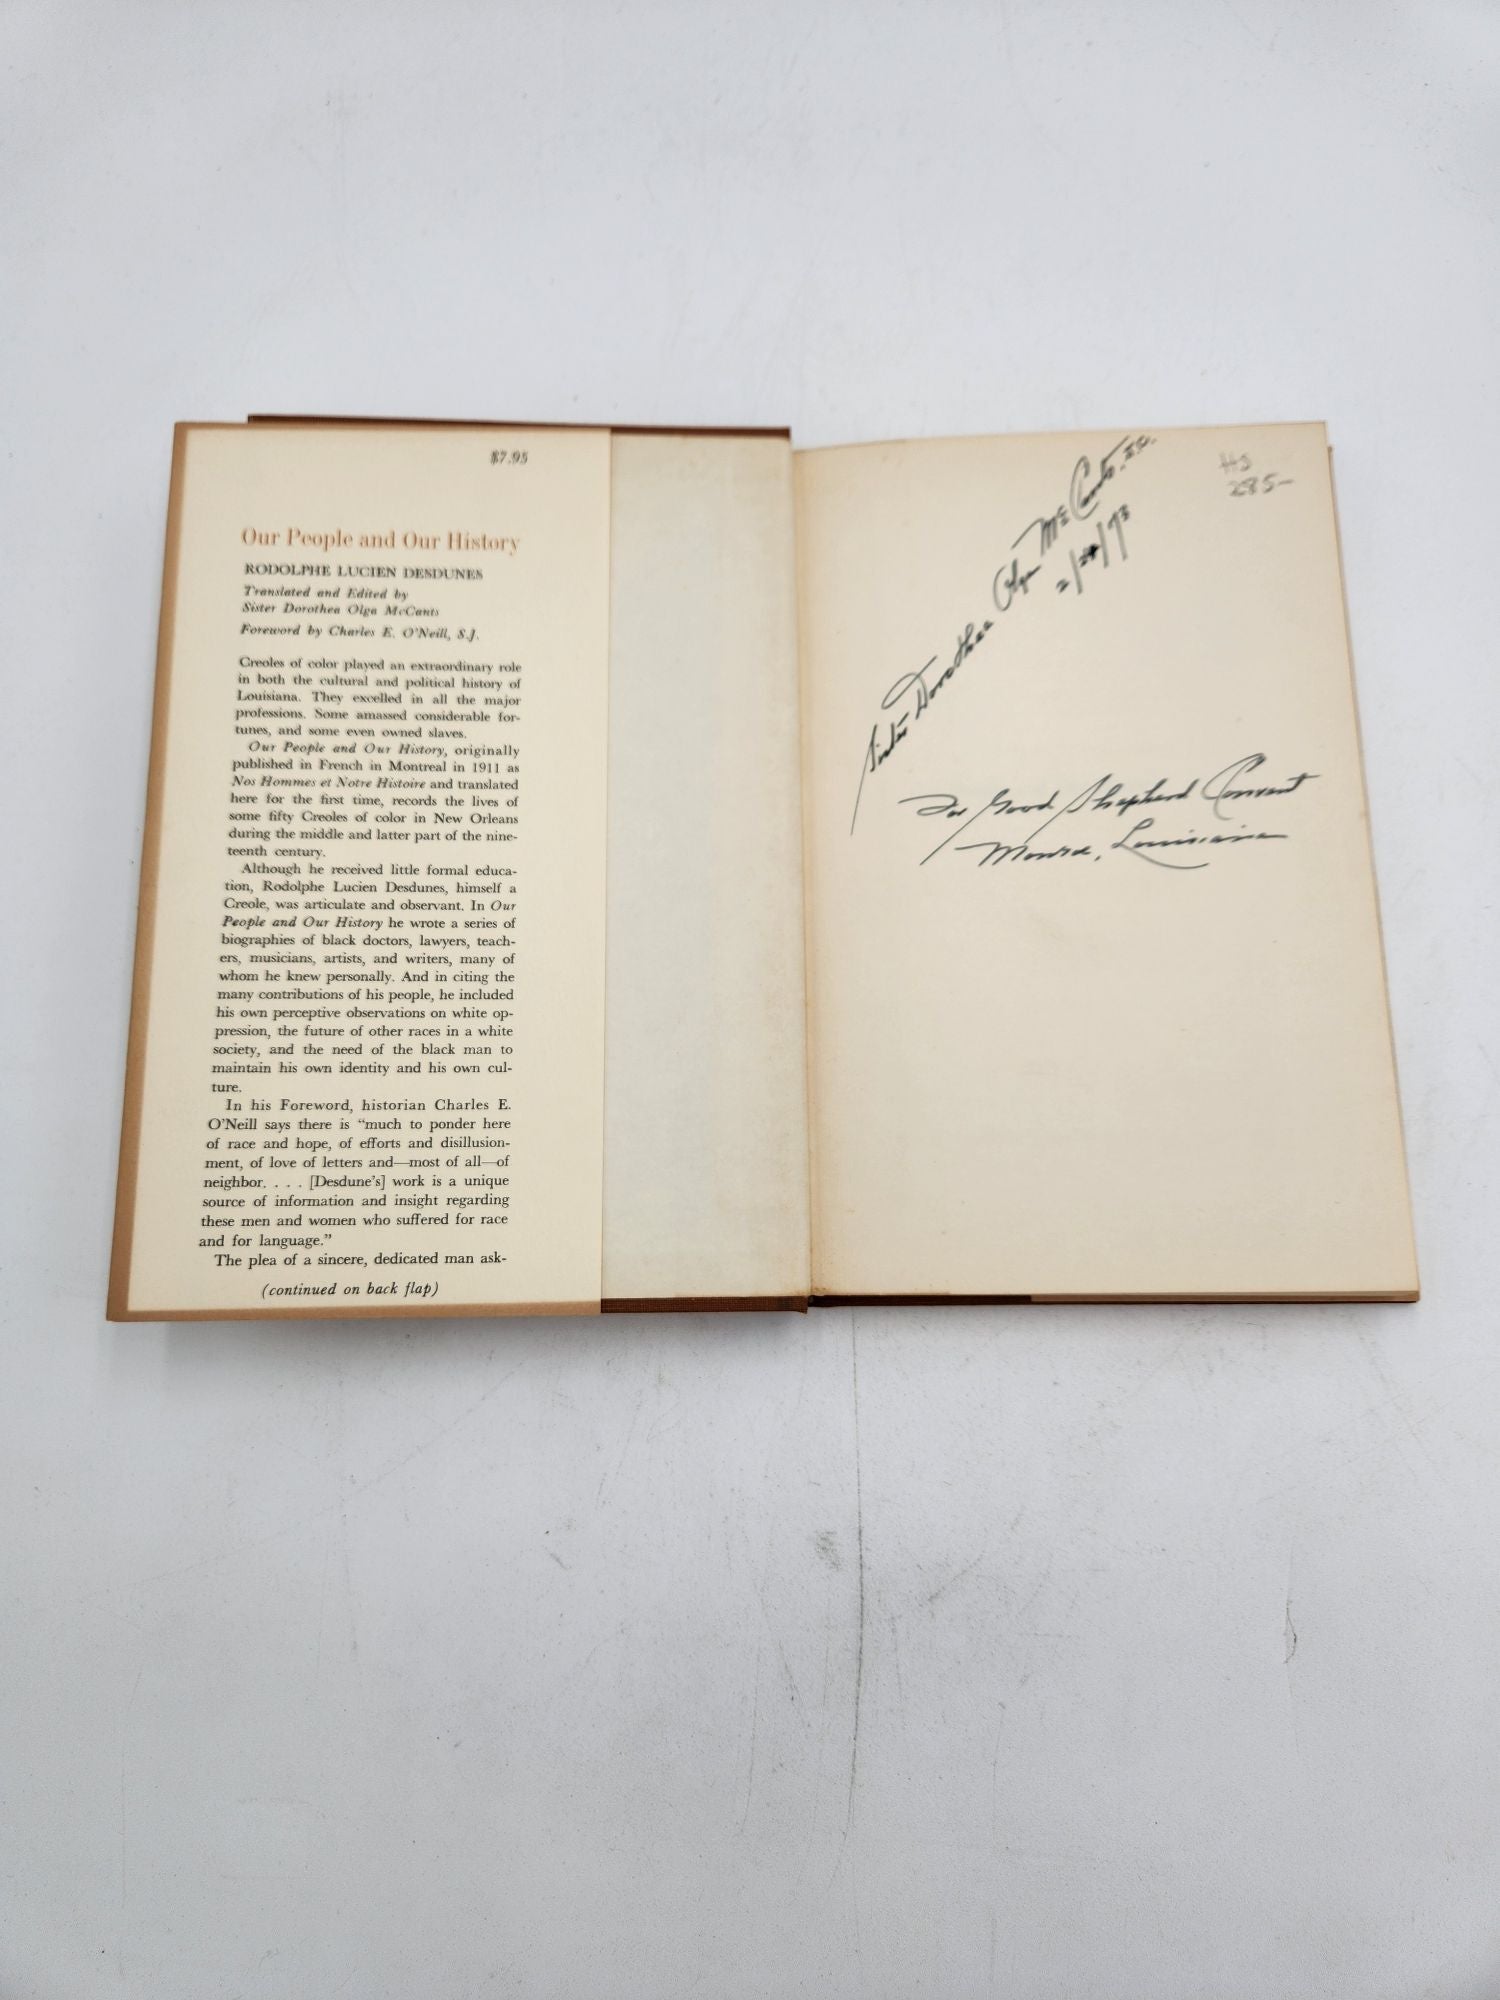 $7.95
Our People and Our History
RODOLPHE LUCIEN DESDUNES
Translated and Edited by
Sister Dorothea Olga McCants
Foreword by Charles E. O'Neill, S.J.
Creoles of color played an extraordinary role
in both the cultural and political history of
Louisiana. They excelled in all the major
professions. Some amassed considerable for-
tunes, and some even owned slaves.
Our People and Our History, originally
published in French in Montreal in 1911 as
Nos Hommes et Notre Histoire and translated
here for the first time, records the lives of
some fifty Creoles of color in New Orleans
during the middle and latter part of the nine-
teenth century.
Although he received little formal educa-
tion, Rodolphe Lucien Desdunes, himself a
Creole, was articulate and observant. In Our
People and Our History he wrote a series of
biographies of black doctors, lawyers, teach-
ers, musicians, artists, and writers, many of
whom he knew personally. And in citing the
many contributions of his people, he included
his own perceptive observations on white op-
pression, the future of other races in a white
society, and the need of the black man to
maintain his own identity and his own cul-
ture.
In his Foreword, historian Charles E.
O'Neill says there is "much to ponder here
of race and hope, of efforts and disillusion-
ment, of love of letters and—most of all—of
neighbor. . . . [Desdune's] work is a unique
source of information and insight regarding
these men and women who suffered for race
and for language."
The plea of a sincere, dedicated man ask-
(continued on back flap)
Sister Dorothea Olga McCants,
HS
285-
For Good Shepherd Convent
Monroe, Louisiana